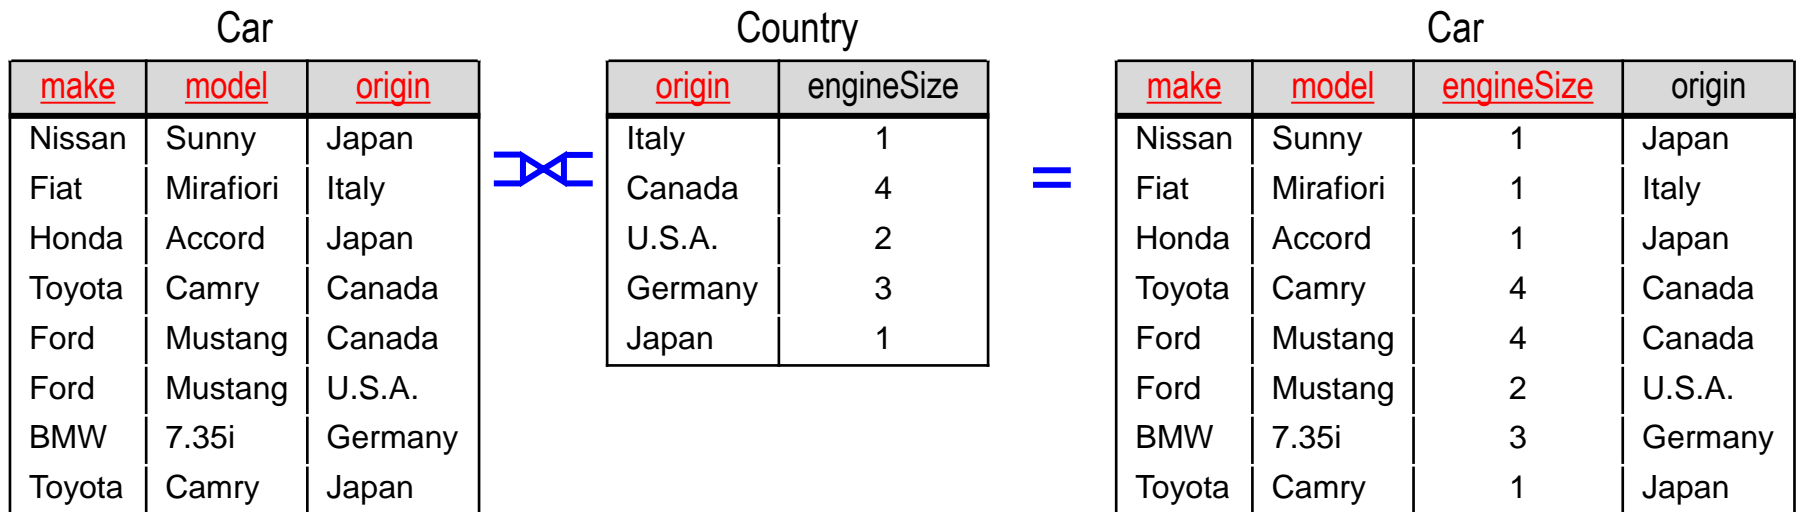 Car Country Car
make model origin origin engineSize make model engineSize origin
Nissan Sunny Japan Italy 1 Nissan Sunny 1 Japan
Fiat Mirafiori Italy Canada 4 = Fiat Mirafiori 1 Italy
Honda Accord Japan U.S.A. 2 Honda Accord 1 Japan
Toyota Camry Canada Germany 3 Toyota Camry 4 Canada
Ford Mustang Canada Japan 1 Ford Mustang 4 Canada
Ford Mustang U.S.A. Ford Mustang 2 U.S.A.
BMW 7.35i Germany BMW 7.35i 3 Germany
Toyota Camry Japan Toyota Camry 1 Japan